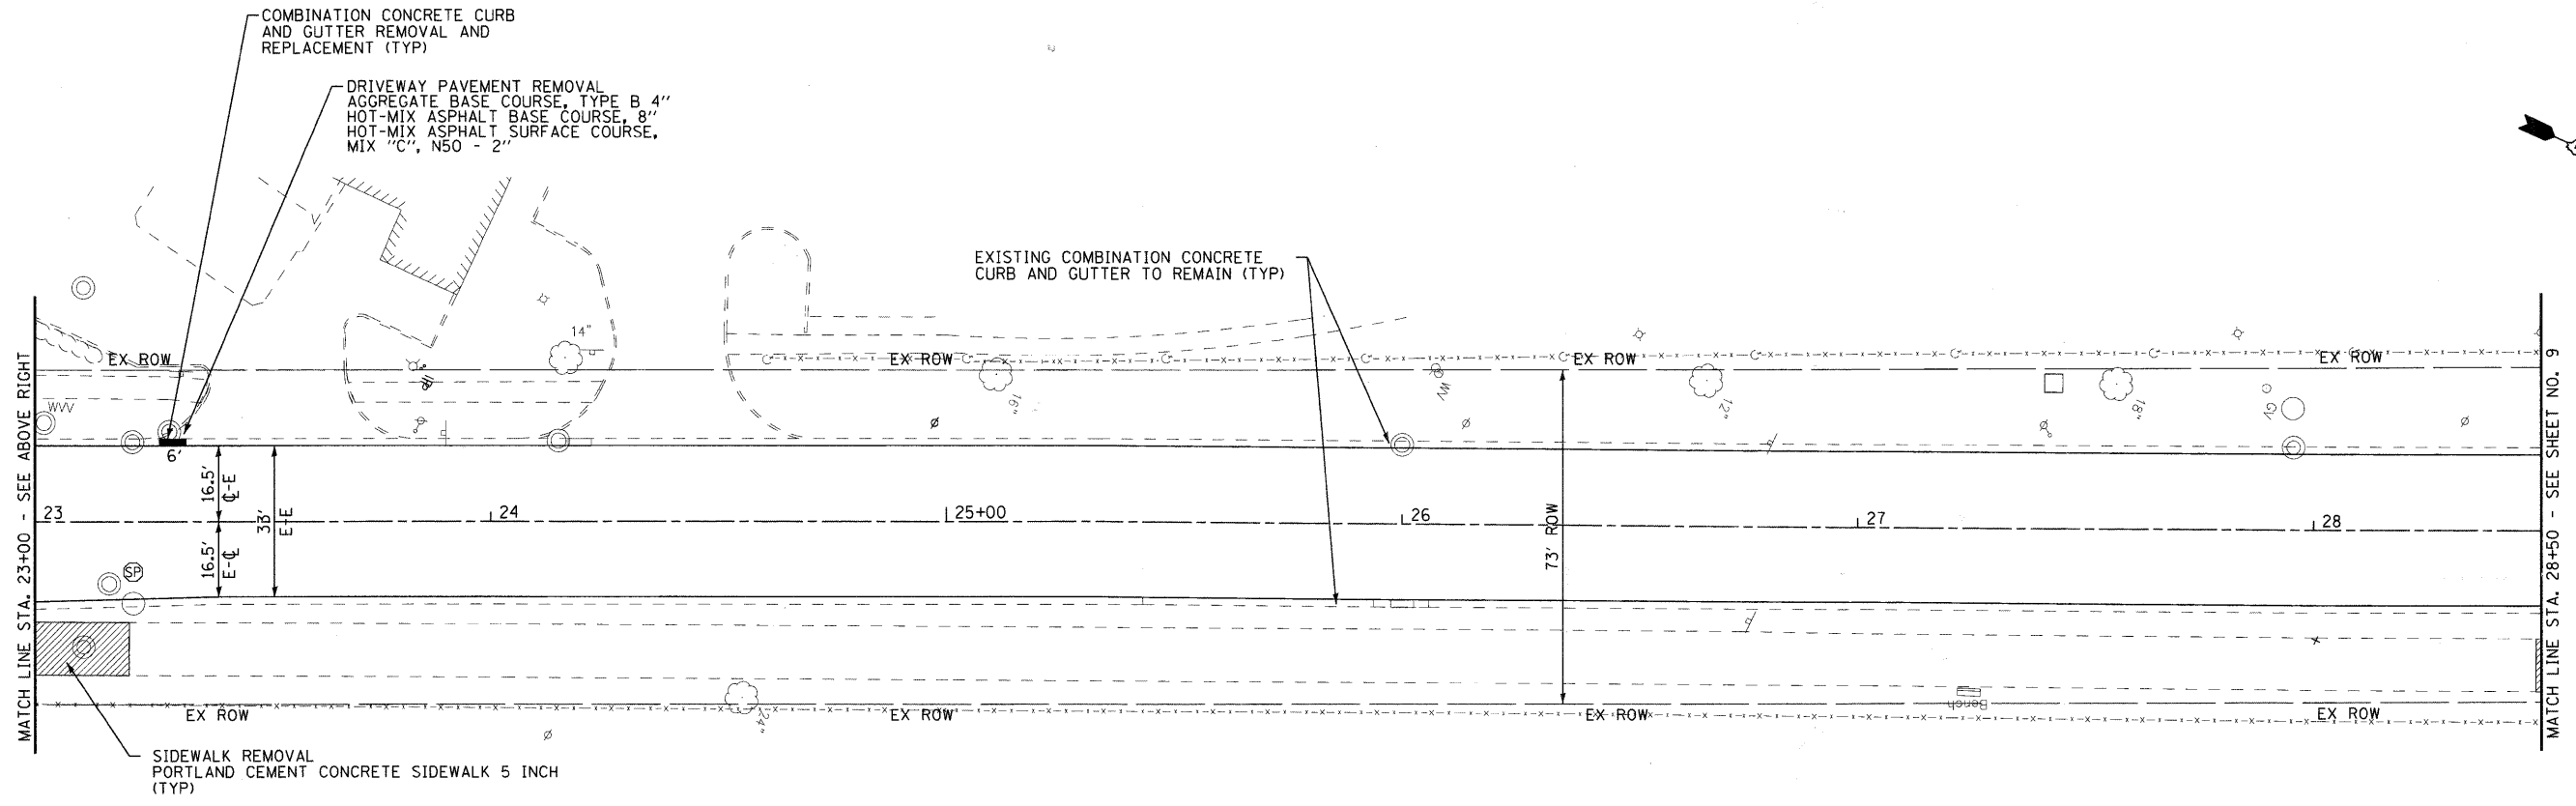 COMBINATION CONCRETE CURB
AND GUTTER REMOVAL AND
REPLACEMENT (TYP)
DRIVEWAY PAVEMENT REMOVAL
AGGREGATE BASE COURSE, TYPE B 4"
HOT-MIX ASPHALT BASE COURSE, 8"
HOT-MIX ASPHALT SURFACE COURSE,
MIX "C", N50 - 2"
EXISTING COMBINATION CONCRETE
CURB AND GUTTER TO REMAIN (TYP)
14"
EX ROW
EX ROW
EX ROW
EX ROW
WVV
16"
WV
12"
18"
GV
6'
16.5'
℄-E
33'
E-E
16.5'
E-℄
73' ROW
23
24
25+00
26
27
28
SP
24"
Bench
EX ROW
EX ROW
EX ROW
EX ROW
MATCH LINE STA. 23+00 - SEE ABOVE RIGHT
MATCH LINE STA. 28+50 - SEE SHEET NO. 9
SIDEWALK REMOVAL
PORTLAND CEMENT CONCRETE SIDEWALK 5 INCH
(TYP)